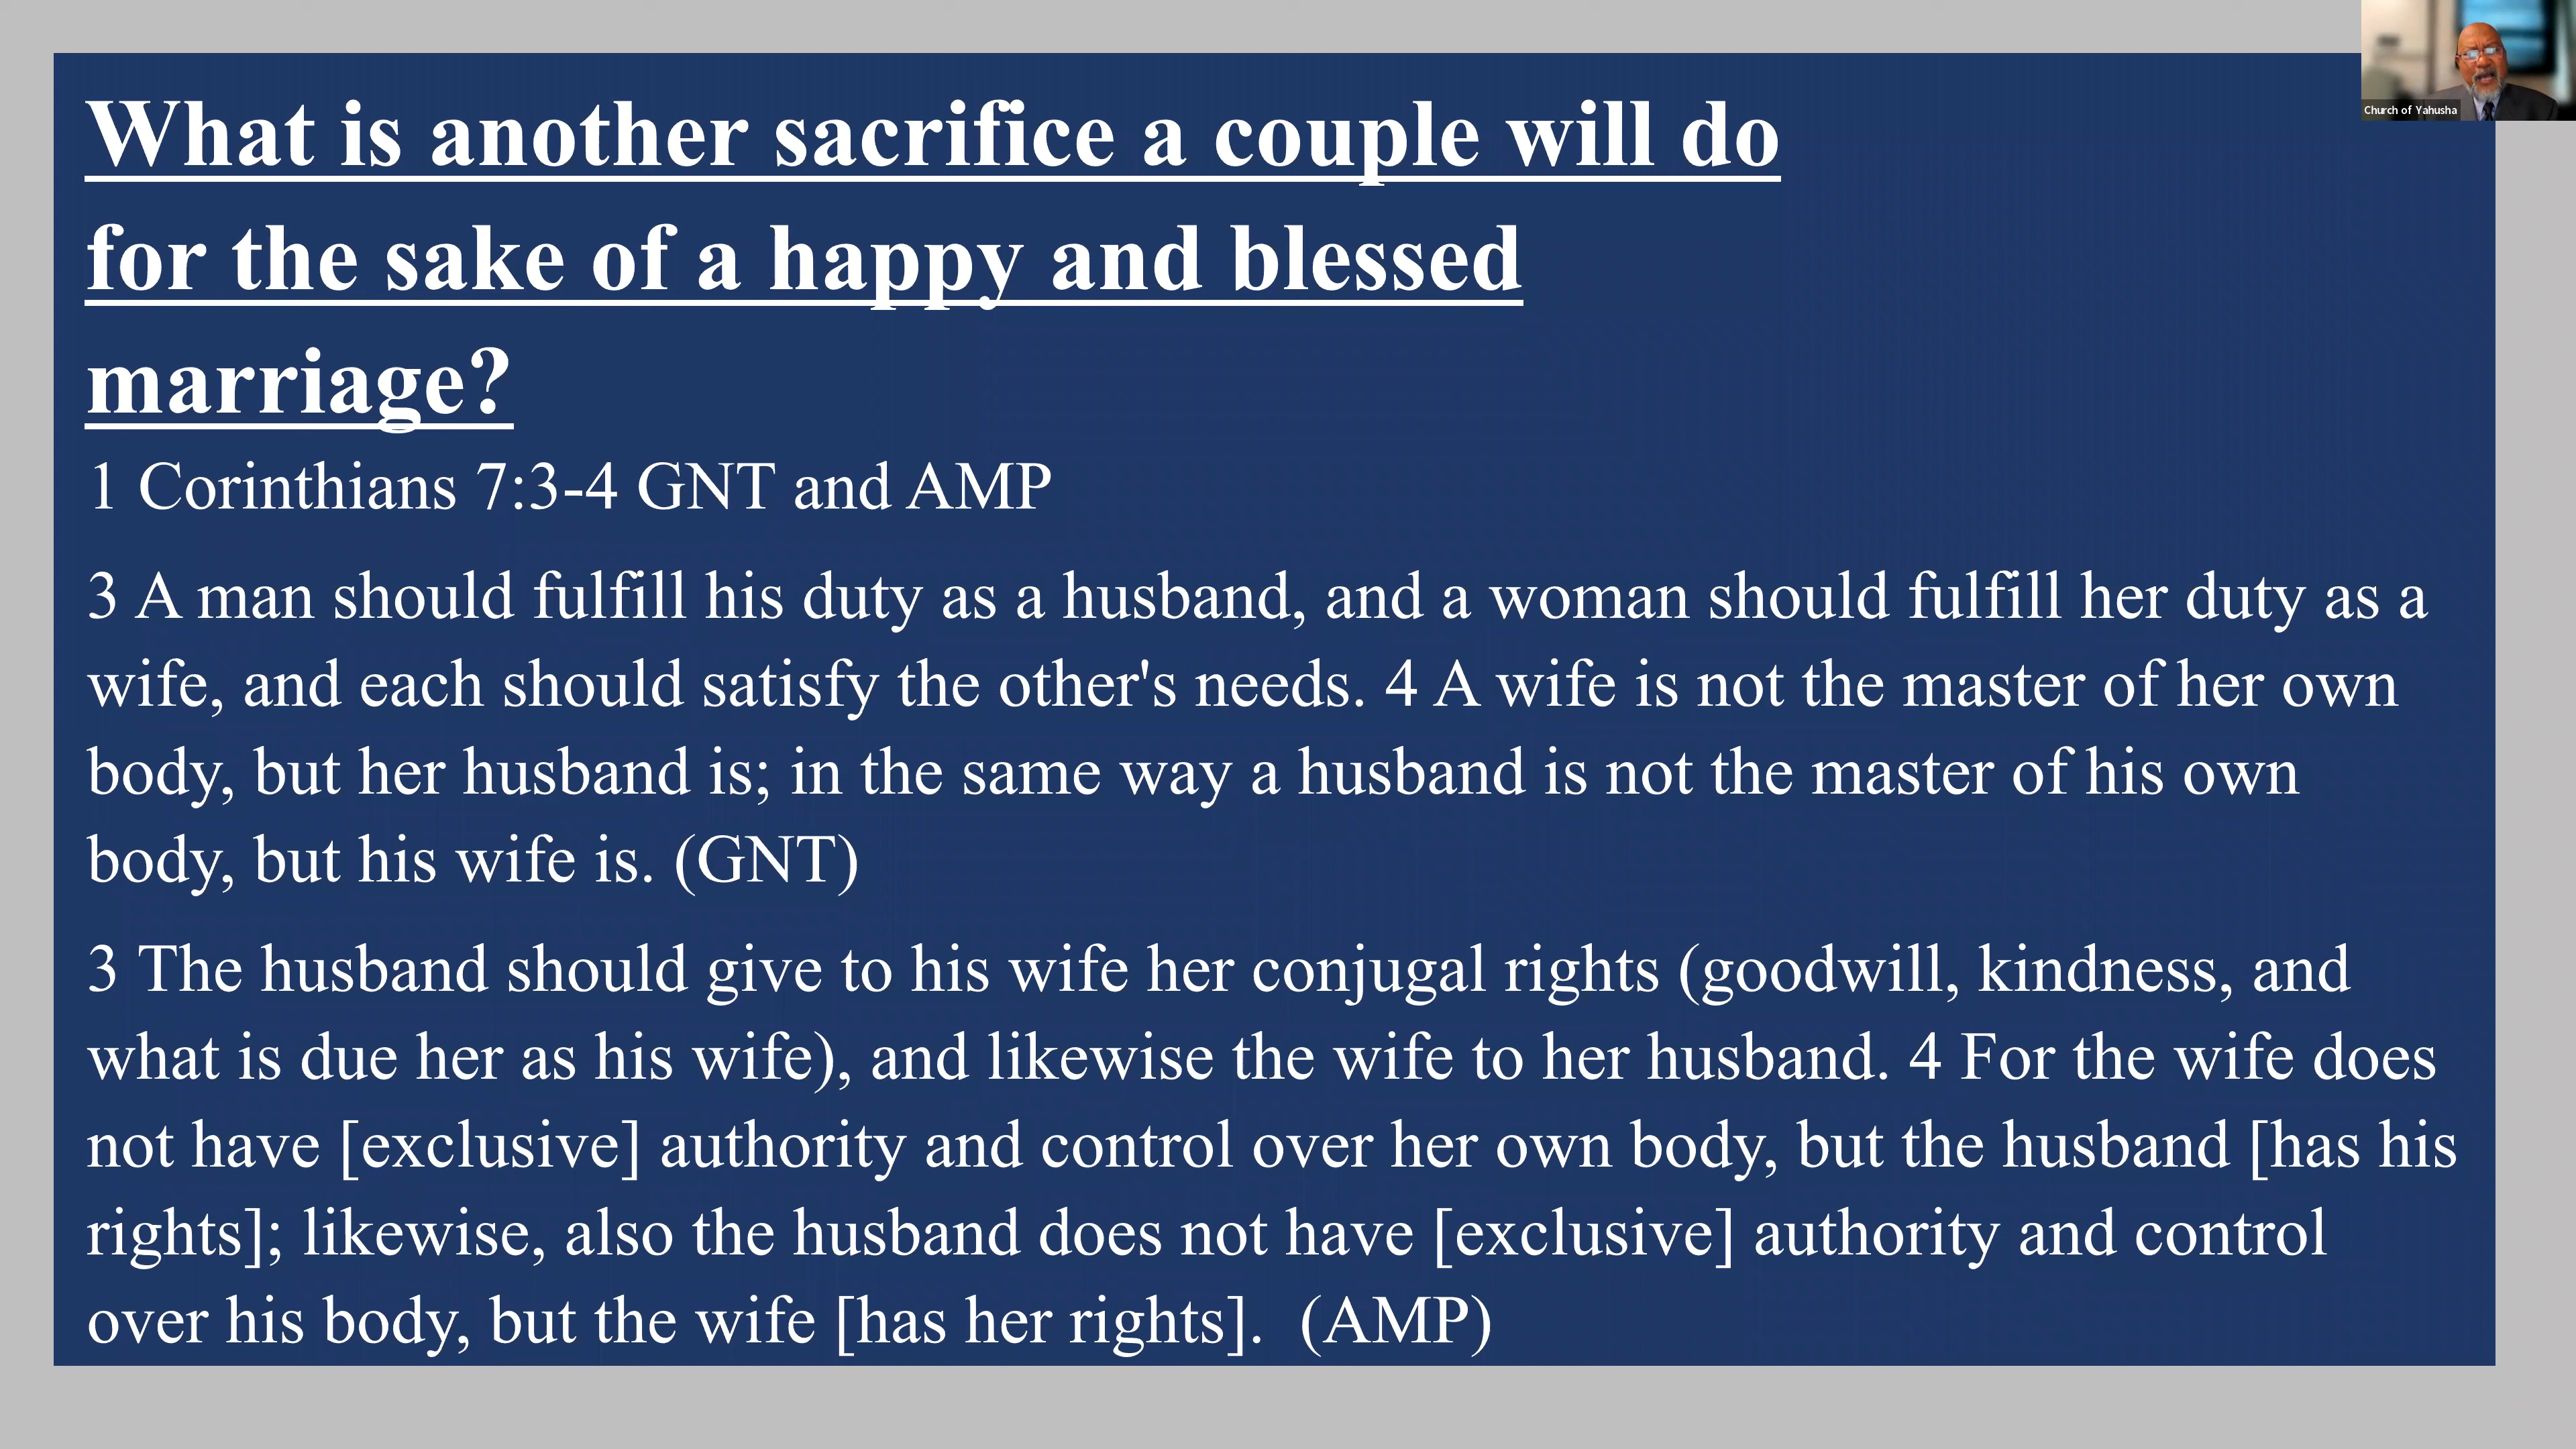 What is another sacrifice a couple will do
for the sake of a happy and blessed
marriage?
1 Corinthians 7:3-4 GNT and AMP
3 A man should fulfill his duty as a husband, and a woman should fulfill her duty as a
wife, and each should satisfy the other's needs. 4 A wife is not the master of her own
body, but her husband is; in the same way a husband is not the master of his own
body, but his wife is. (GNT)
3 The husband should give to his wife her conjugal rights (goodwill, kindness, and
what is due her as his wife), and likewise the wife to her husband. 4 For the wife does
not have [exclusive] authority and control over her own body, but the husband [has his
rights]; likewise, also the husband does not have [exclusive] authority and control
over his body, but the wife [has her rights].  (AMP)
Church of Yahusha